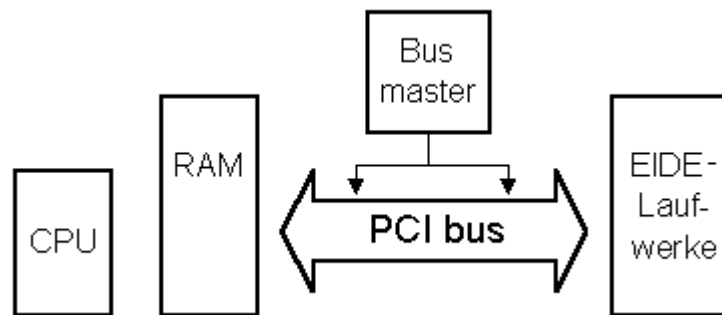 Bus
master
RAM
EIDE-
Lauf-
werke
PCI bus
CPU